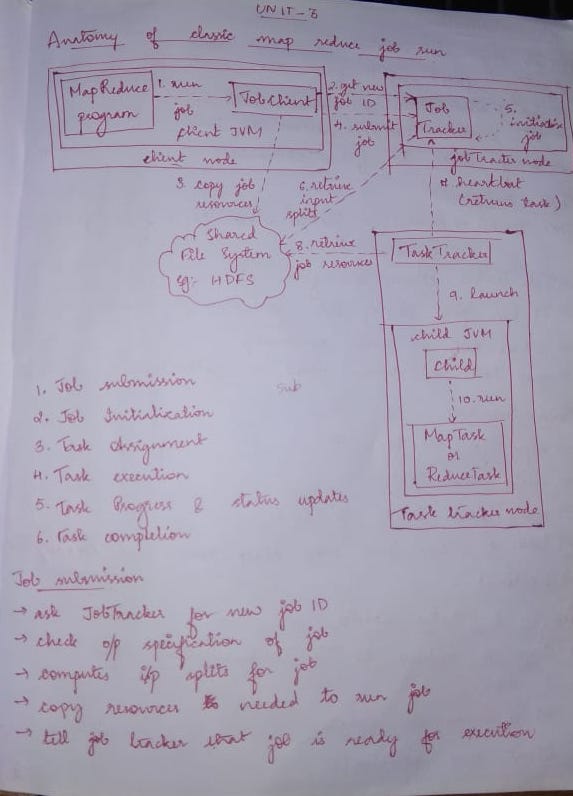 UNIT-3
Anatomy of classic map reduce job run
MapReduce
program
1. run
job
JobClient
client JVM
client node
2. get new
job ID
4. submit
job
Job
Tracker
5.
initialize
job
jobTracter node
3. copy job
resources
6. retrieve
input
splits
7. heartbeat
(returns task)
Shared
File System
eg:- HDFS
8. retrieve
job resources
TaskTracker
9. launch
child JVM
Child
10. run
MapTask
or
ReduceTask
Task tracker node
1. Job submission
sub
2. Job Initialization
3. Task Assignment
4. Task execution
5. Task Progress & status updates
6. Task completion
Job submission
→ ask JobTracker for new job ID
→ check o/p specification of job
→ computes i/p splits for job
→ copy resources needed to run job
→ tell job tracker that job is ready for execution